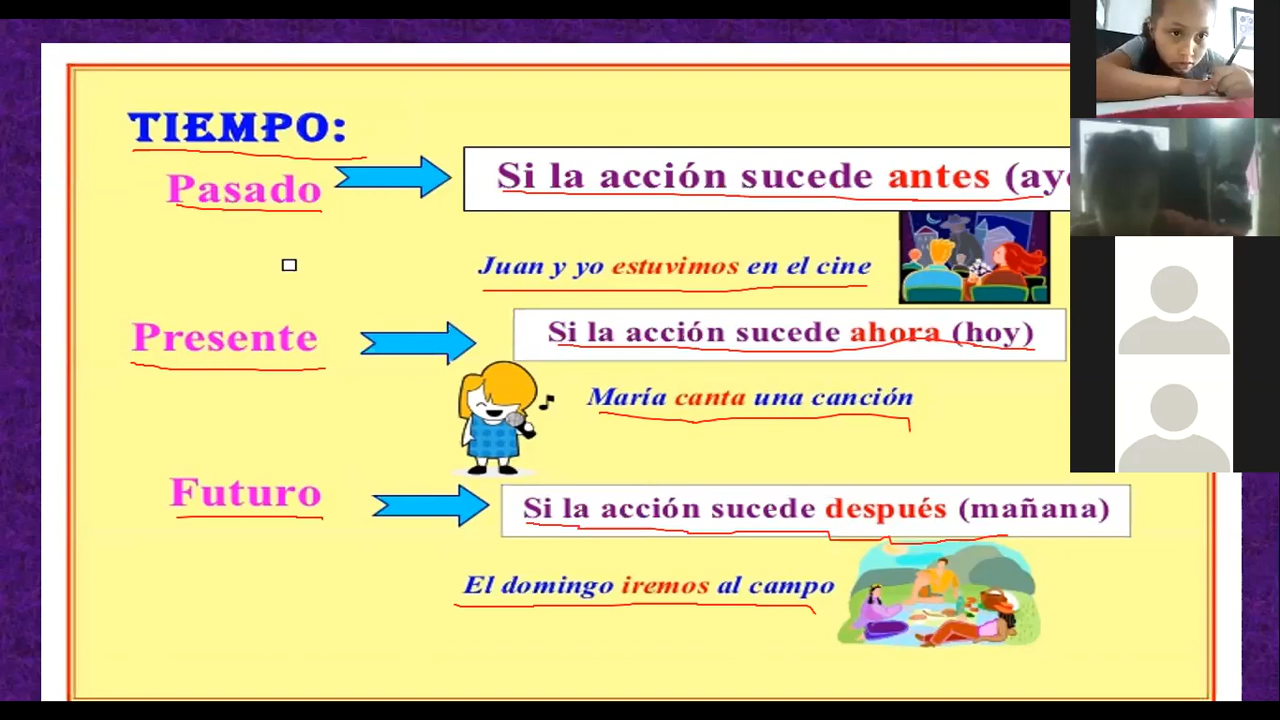 TIEMPO:
Pasado
Si la acción sucede antes
Juan y yo estuvimos en el cine
Presente
Si la acción sucede ahora (hoy)
María canta una canción
Futuro
Si la acción sucede después (mañana)
El domingo iremos al campo